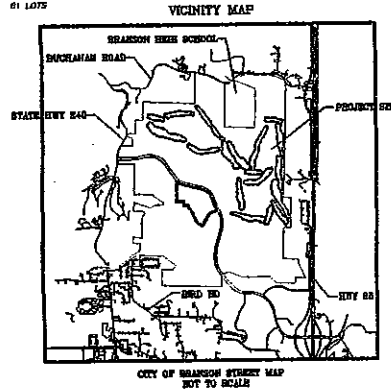 61 LOTS
VICINITY MAP
BRANSON HIGH SCHOOL
BUCHANAN ROAD
STATE HWY 248
PROJECT
BIRD RD
HWY 65
CITY OF BRANSON STREET MAP
NOT TO SCALE